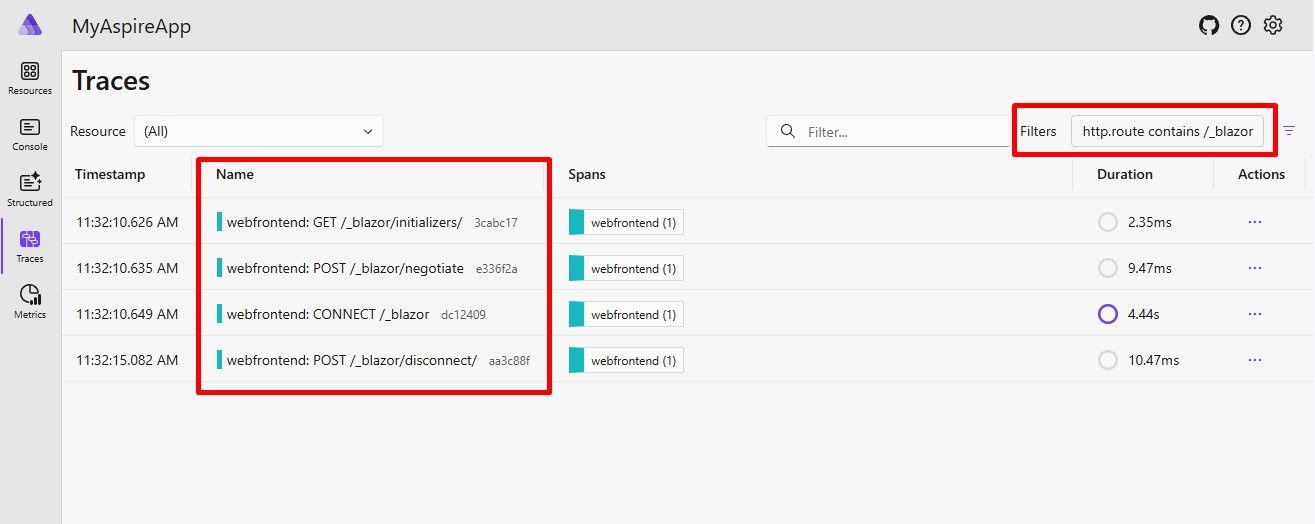 MyAspireApp
Resources
Console
Structured
Traces
Metrics
Traces
Resource (All) Filter... Filters http.route contains /_blazor
Timestamp Name Spans Duration Actions
11:32:10.626 AM webfrontend: GET /_blazor/initializers/ 3cabc17 webfrontend (1) 2.35ms ...
11:32:10.635 AM webfrontend: POST /_blazor/negotiate e336f2a webfrontend (1) 9.47ms ...
11:32:10.649 AM webfrontend: CONNECT /_blazor dc12409 webfrontend (1) 4.44s ...
11:32:15.082 AM webfrontend: POST /_blazor/disconnect/ aa3c88f webfrontend (1) 10.47ms ...